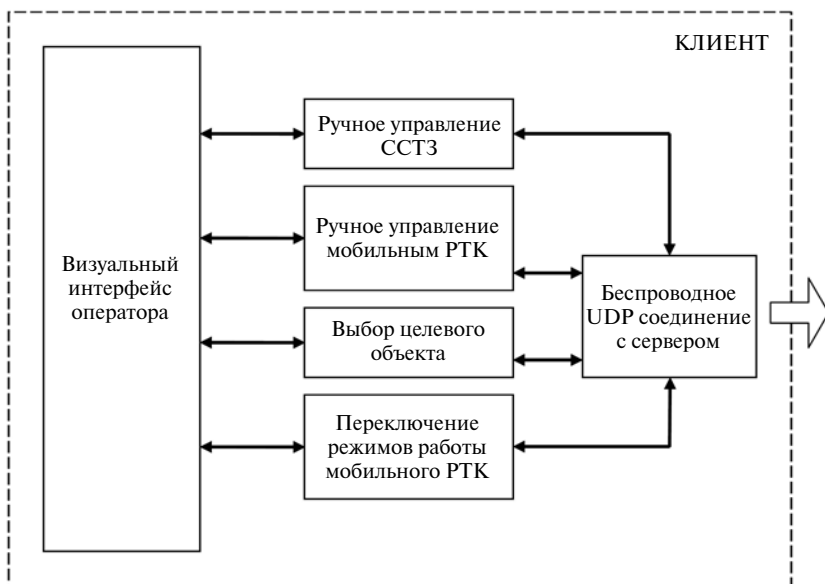 КЛИЕНТ
Визуальный
интерфейс
оператора
Ручное управление
ССТЗ
Ручное управление
мобильным РТК
Выбор целевого
объекта
Переключение
режимов работы
мобильного РТК
Беспроводное
UDP соединение
с сервером